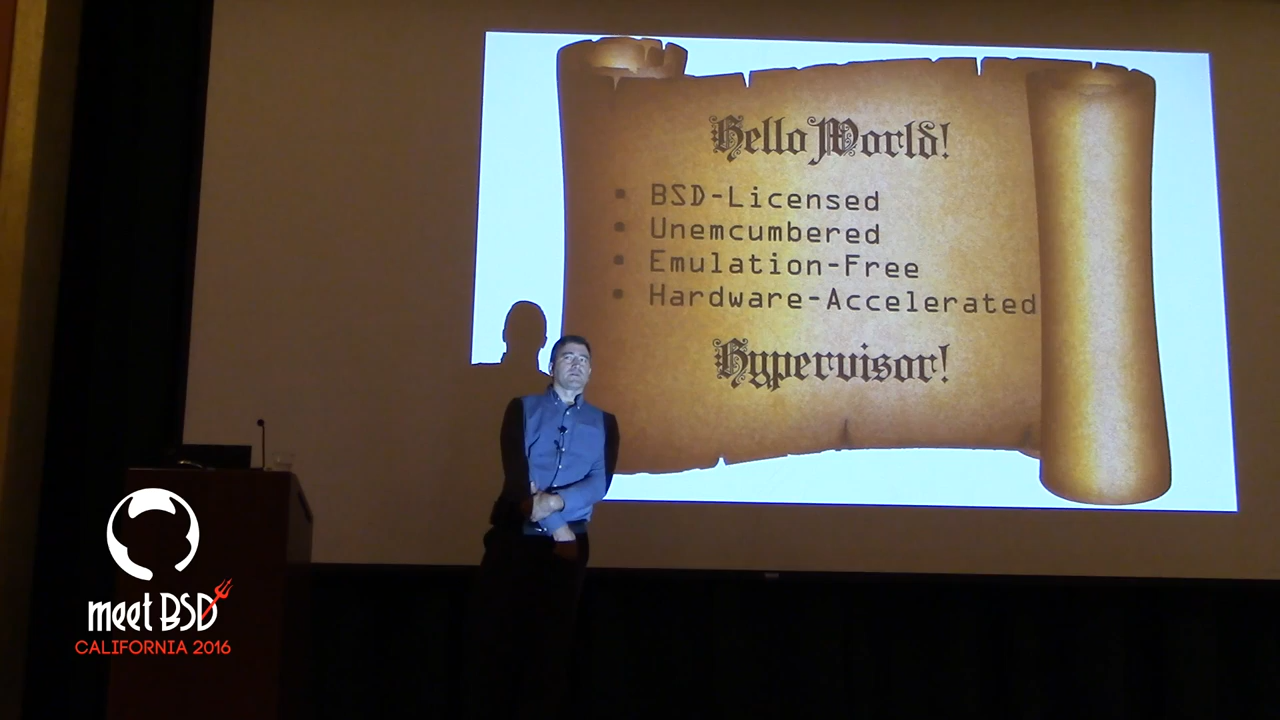 Hello World!
▪ BSD-Licensed
▪ Unemcumbered
▪ Emulation-Free
▪ Hardware-Accelerated
Hypervisor!
meet BSD
CALIFORNIA 2016